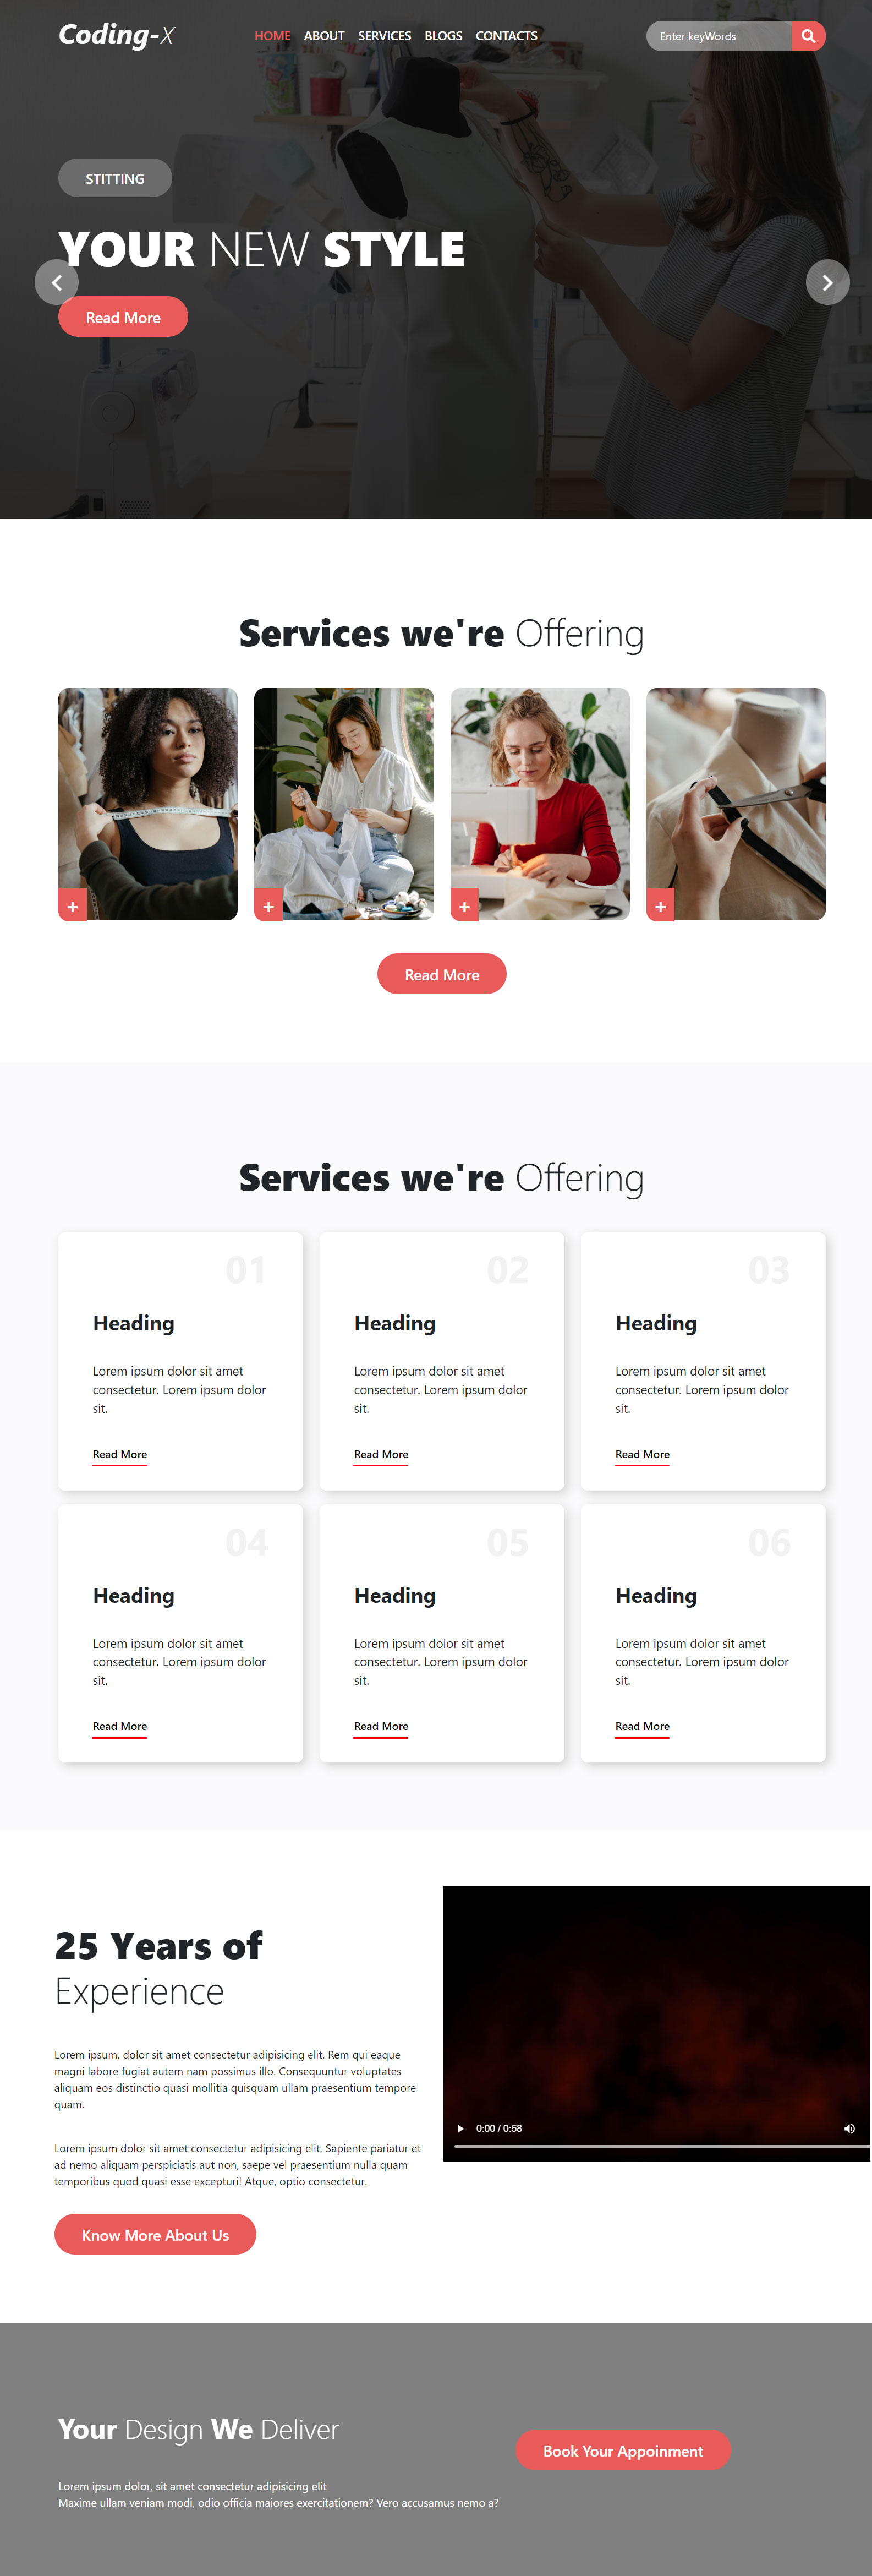 Coding-X
HOME ABOUT SERVICES BLOGS CONTACTS
Enter keyWords
STITTING
YOUR NEW STYLE
Read More
Services we're Offering
+ + + +
Read More
Services we're Offering
01
Heading
Lorem ipsum dolor sit amet
consectetur. Lorem ipsum dolor
sit.
Read More
02
Heading
Lorem ipsum dolor sit amet
consectetur. Lorem ipsum dolor
sit.
Read More
03
Heading
Lorem ipsum dolor sit amet
consectetur. Lorem ipsum dolor
sit.
Read More
04
Heading
Lorem ipsum dolor sit amet
consectetur. Lorem ipsum dolor
sit.
Read More
05
Heading
Lorem ipsum dolor sit amet
consectetur. Lorem ipsum dolor
sit.
Read More
06
Heading
Lorem ipsum dolor sit amet
consectetur. Lorem ipsum dolor
sit.
Read More
25 Years of
Experience
Lorem ipsum, dolor sit amet consectetur adipisicing elit. Rem qui eaque
magni labore fugiat autem nam possimus illo. Consequuntur voluptates
aliquam eos distinctio quasi mollitia quisquam ullam praesentium tempore
quam.
Lorem ipsum dolor sit amet consectetur adipisicing elit. Sapiente pariatur et
ad nemo aliquam perspiciatis aut non, saepe vel praesentium nulla quam
temporibus quod quasi esse excepturi! Atque, optio consectetur.
Know More About Us
0:00 / 0:58
Your Design We Deliver
Lorem ipsum dolor, sit amet consectetur adipisicing elit
Maxime ullam veniam modi, odio officia maiores exercitationem? Vero accusamus nemo a?
Book Your Appoinment